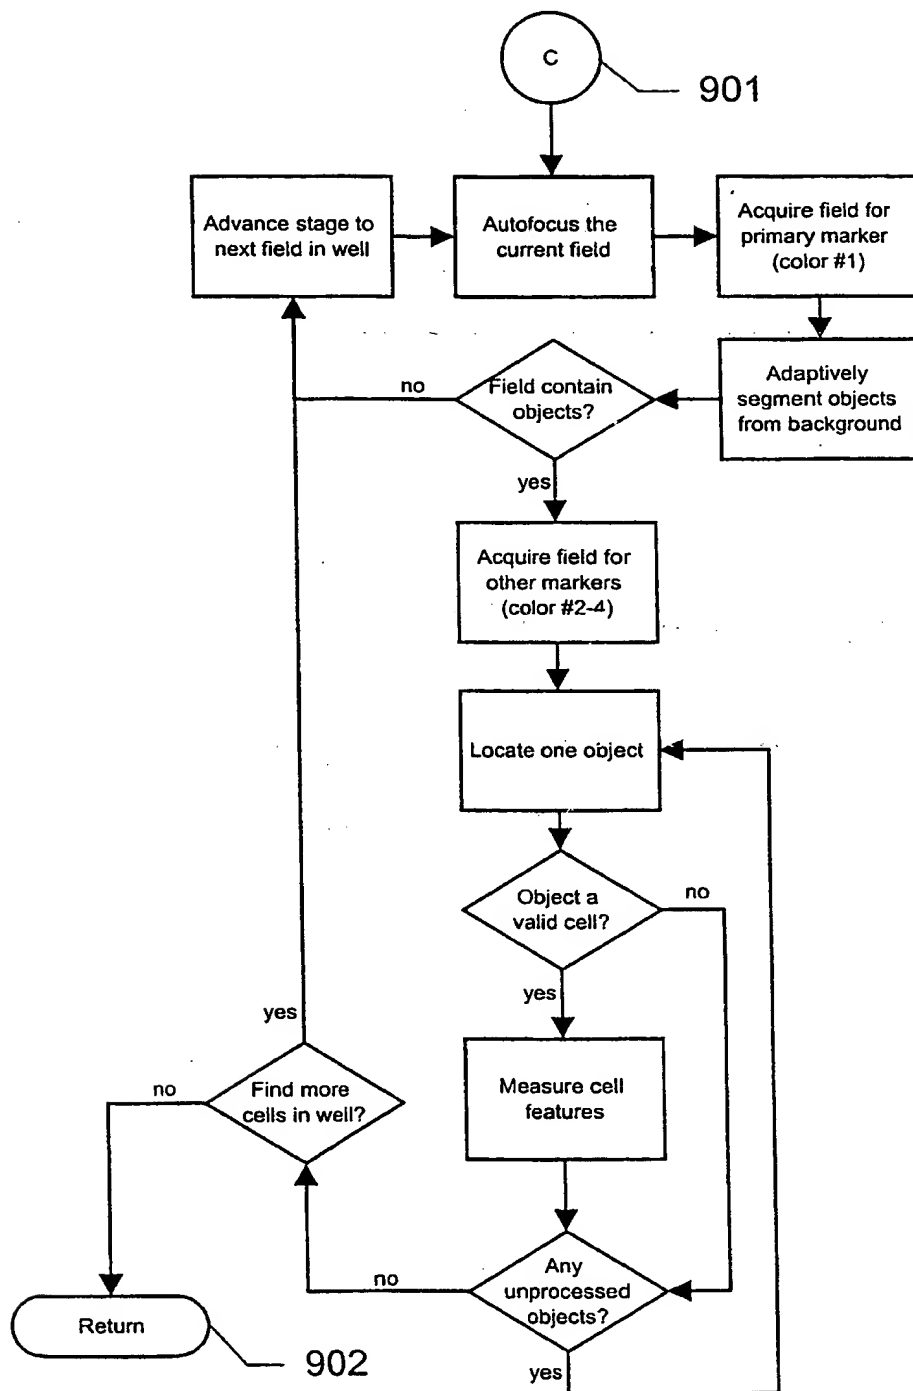 C
901
Advance stage to
next field in well
Autofocus the
current field
Acquire field for
primary marker
(color #1)
Adaptively
segment objects
from background
Field contain
objects?
no
yes
Acquire field for
other markers
(color #2-4)
Locate one object
Object a
valid cell?
no
yes
Measure cell
features
yes
Find more
cells in well?
no
Any
unprocessed
objects?
no
yes
Return
902